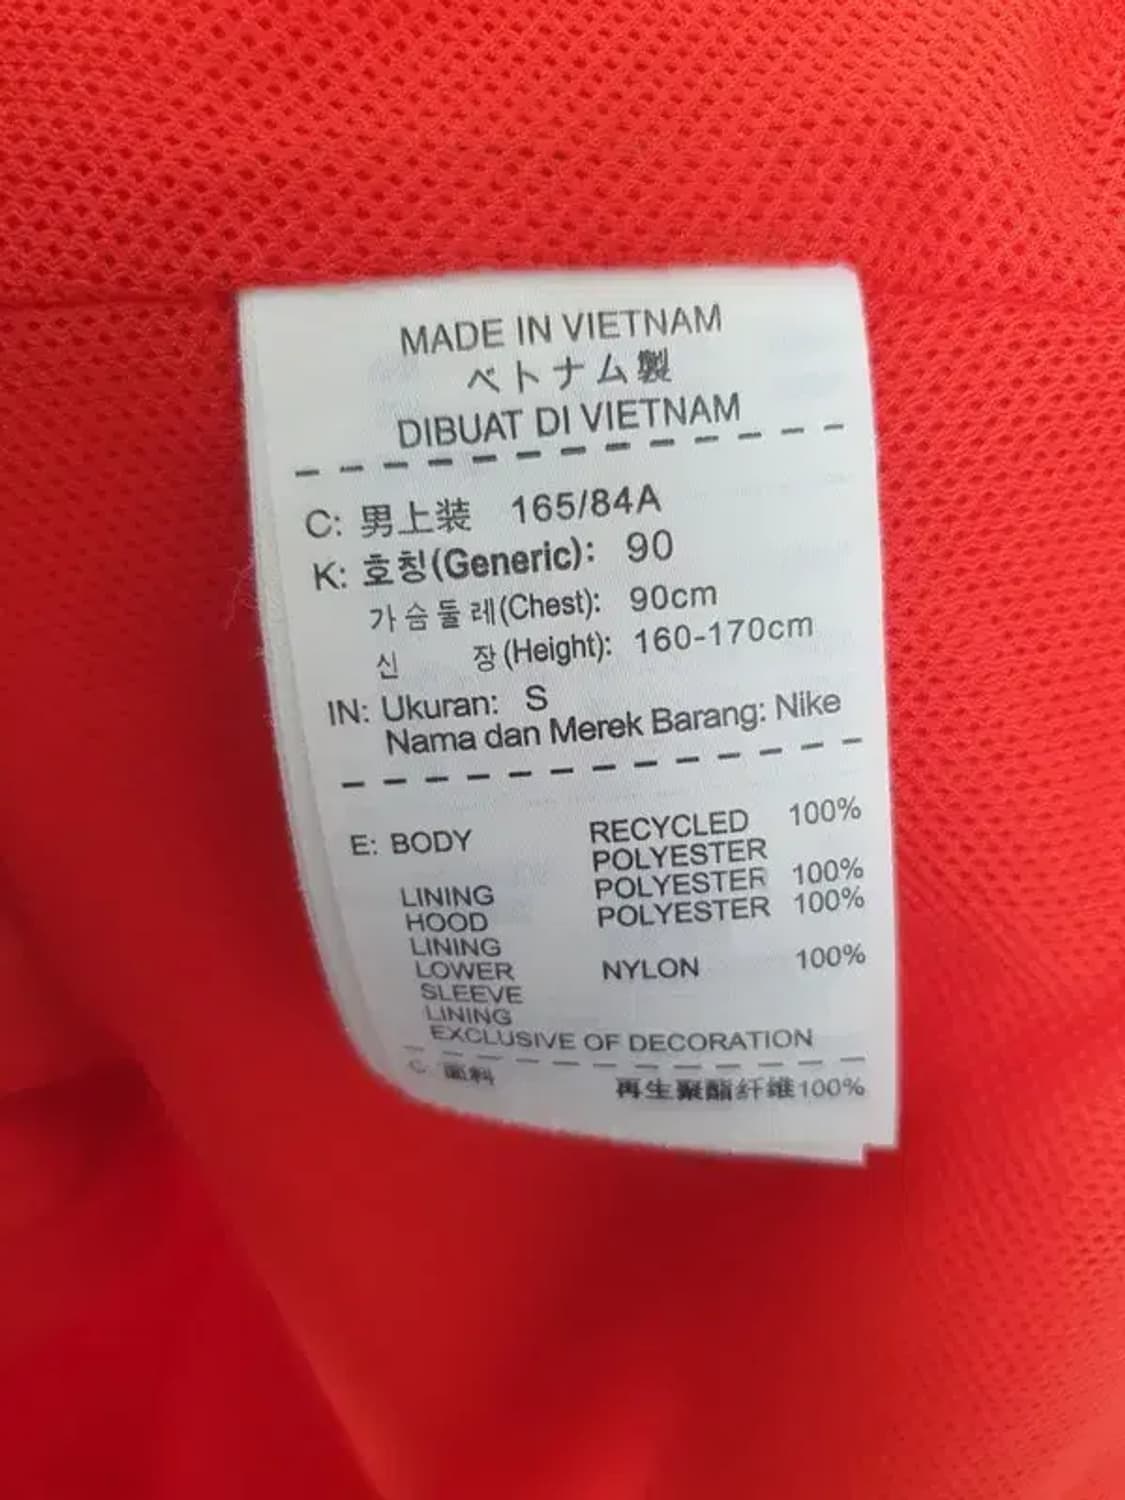 MADE IN VIETNAM
ベトナム製
DIBUAT DI VIETNAM
C: 男上装 165/84A
K: 호칭(Generic): 90
가슴둘레(Chest): 90cm
신 장(Height): 160-170cm
IN: Ukuran: S
Nama dan Merek Barang: Nike
E: BODY RECYCLED 100%
POLYESTER
LINING POLYESTER 100%
HOOD POLYESTER 100%
LINING
LOWER NYLON 100%
SLEEVE
LINING
EXCLUSIVE OF DECORATION
C: 面料 再生聚酯纤维100%